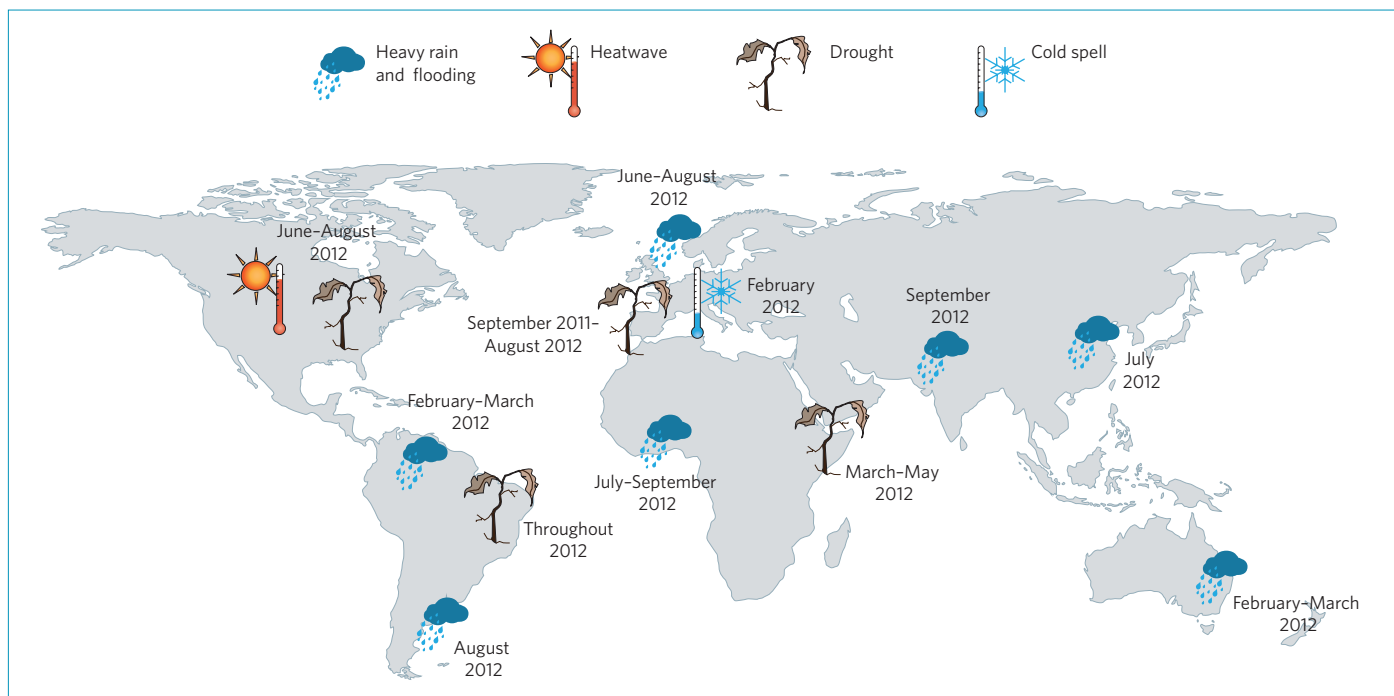 Heavy rain
and flooding
Heatwave
Drought
Cold spell
June–August
2012
June–August
2012
February
2012
September
2012
September 2011–
August 2012
July
2012
February–March
2012
July–September
2012
March–May
2012
Throughout
2012
February–March
2012
August
2012